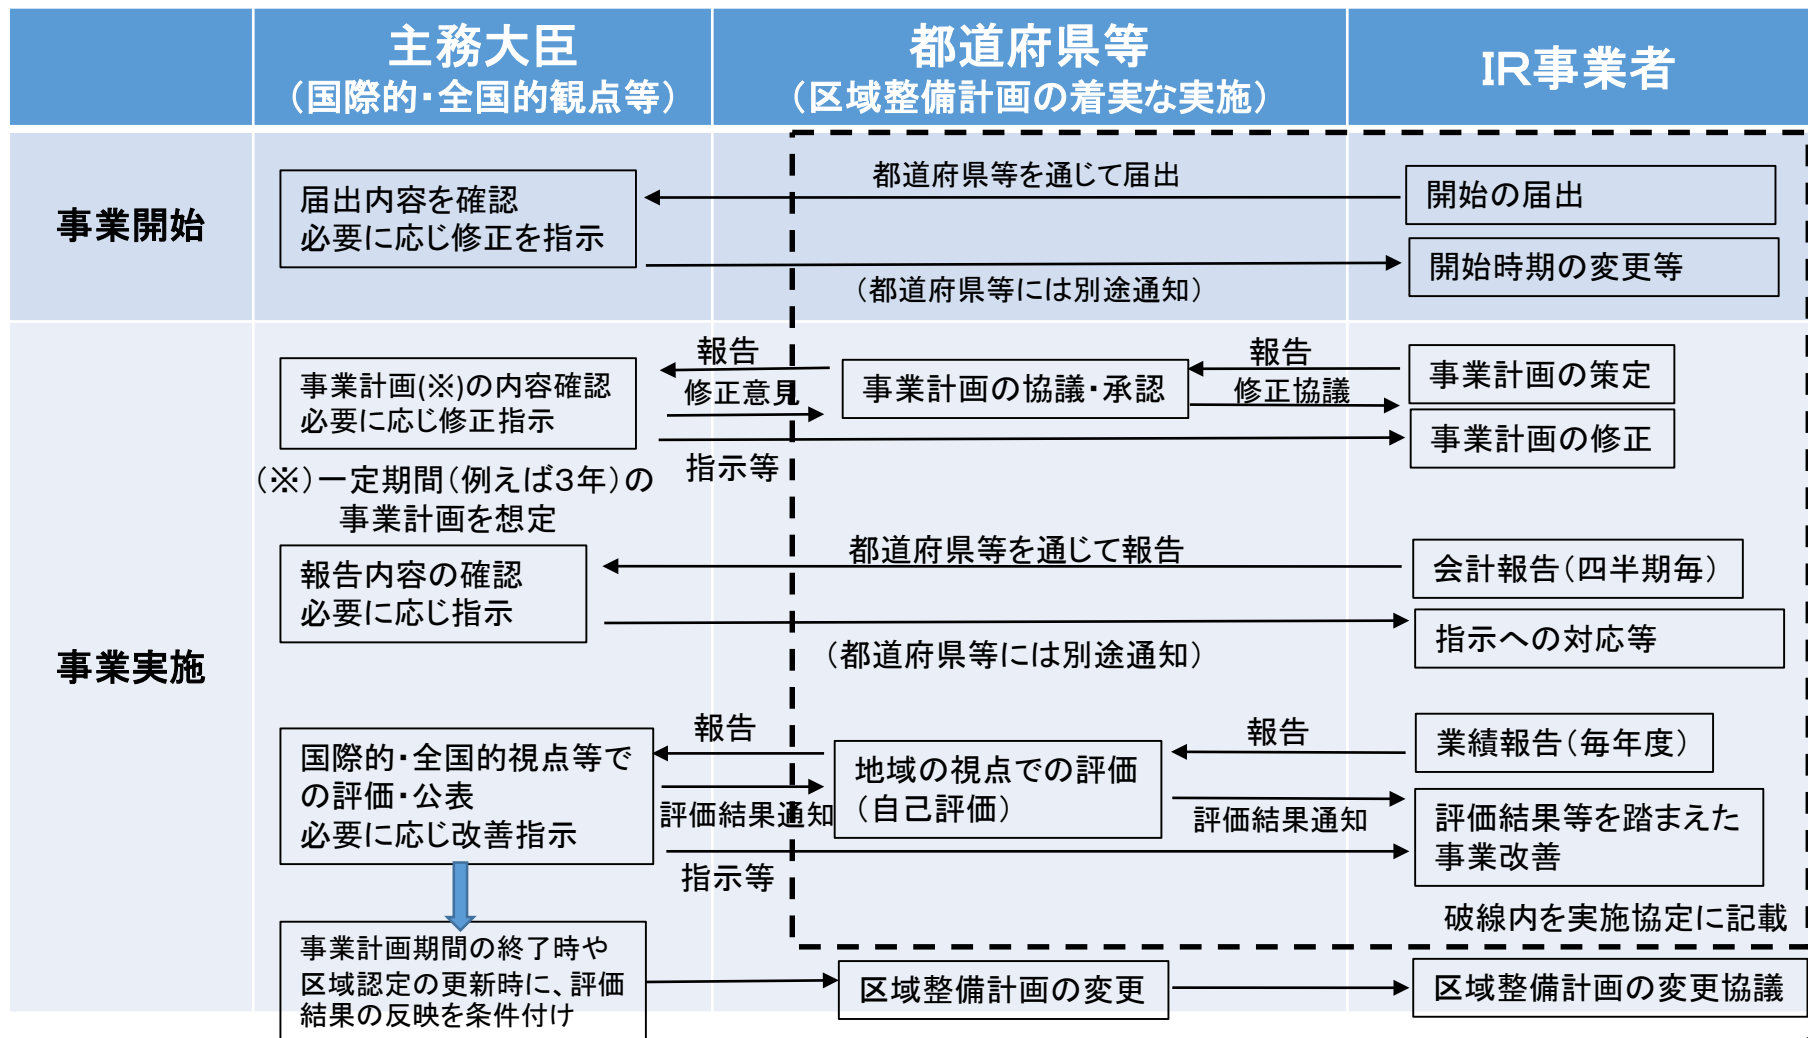 主務大臣
（国際的・全国的観点等）
都道府県等
（区域整備計画の着実な実施）
IR事業者
事業開始
届出内容を確認
必要に応じ修正を指示
都道府県等を通じて届出
開始の届出
（都道府県等には別途通知）
開始時期の変更等
事業実施
事業計画(※)の内容確認
必要に応じ修正指示
報告
修正意見
事業計画の協議・承認
報告
修正協議
事業計画の策定
事業計画の修正
指示等
（※）一定期間（例えば３年）の
事業計画を想定
報告内容の確認
必要に応じ指示
都道府県等を通じて報告
会計報告（四半期毎）
（都道府県等には別途通知）
指示への対応等
国際的・全国的視点等で
の評価・公表
必要に応じ改善指示
報告
評価結果通知
地域の視点での評価
（自己評価）
報告
評価結果通知
業績報告（毎年度）
評価結果等を踏まえた
事業改善
指示等
破線内を実施協定に記載
事業計画期間の終了時や
区域認定の更新時に、評価
結果の反映を条件付け
区域整備計画の変更
区域整備計画の変更協議